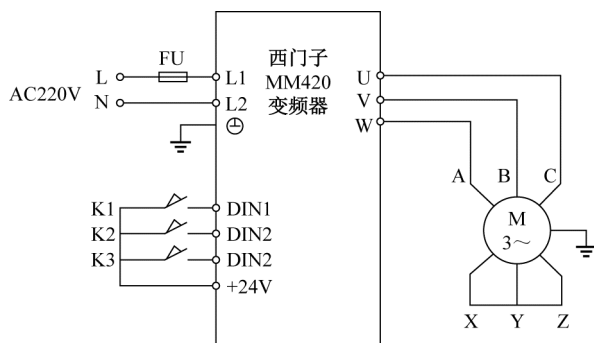 FU
西门子
MM420
变频器
AC220V
L
L1
N
L2
U
V
W
A
B
C
M
3~
K1
DIN1
K2
DIN2
K3
DIN2
+24V
X
Y
Z